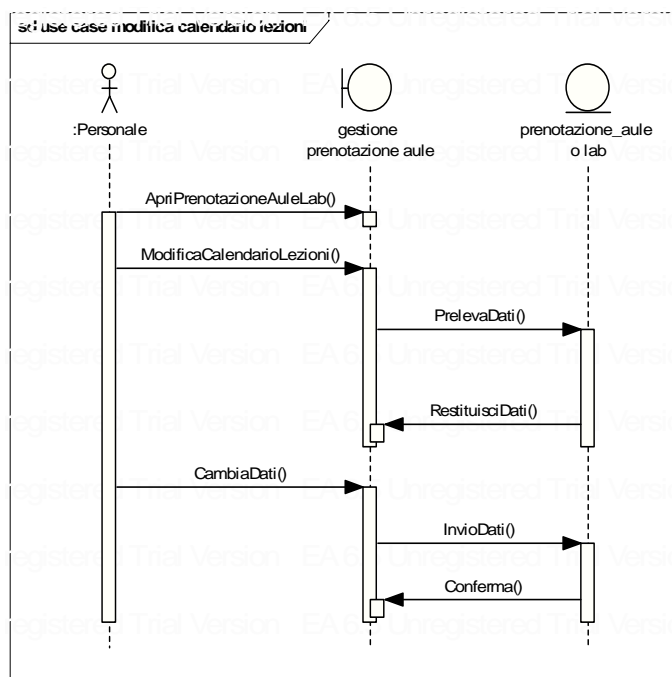 sd use case modifica calendario lezioni
:Personale
gestione
prenotazione aule
prenotazione_aule
o lab
ApriPrenotazioneAuleLab()
ModificaCalendarioLezioni()
PrelevaDati()
RestituisciDati()
CambiaDati()
InvioDati()
Conferma()